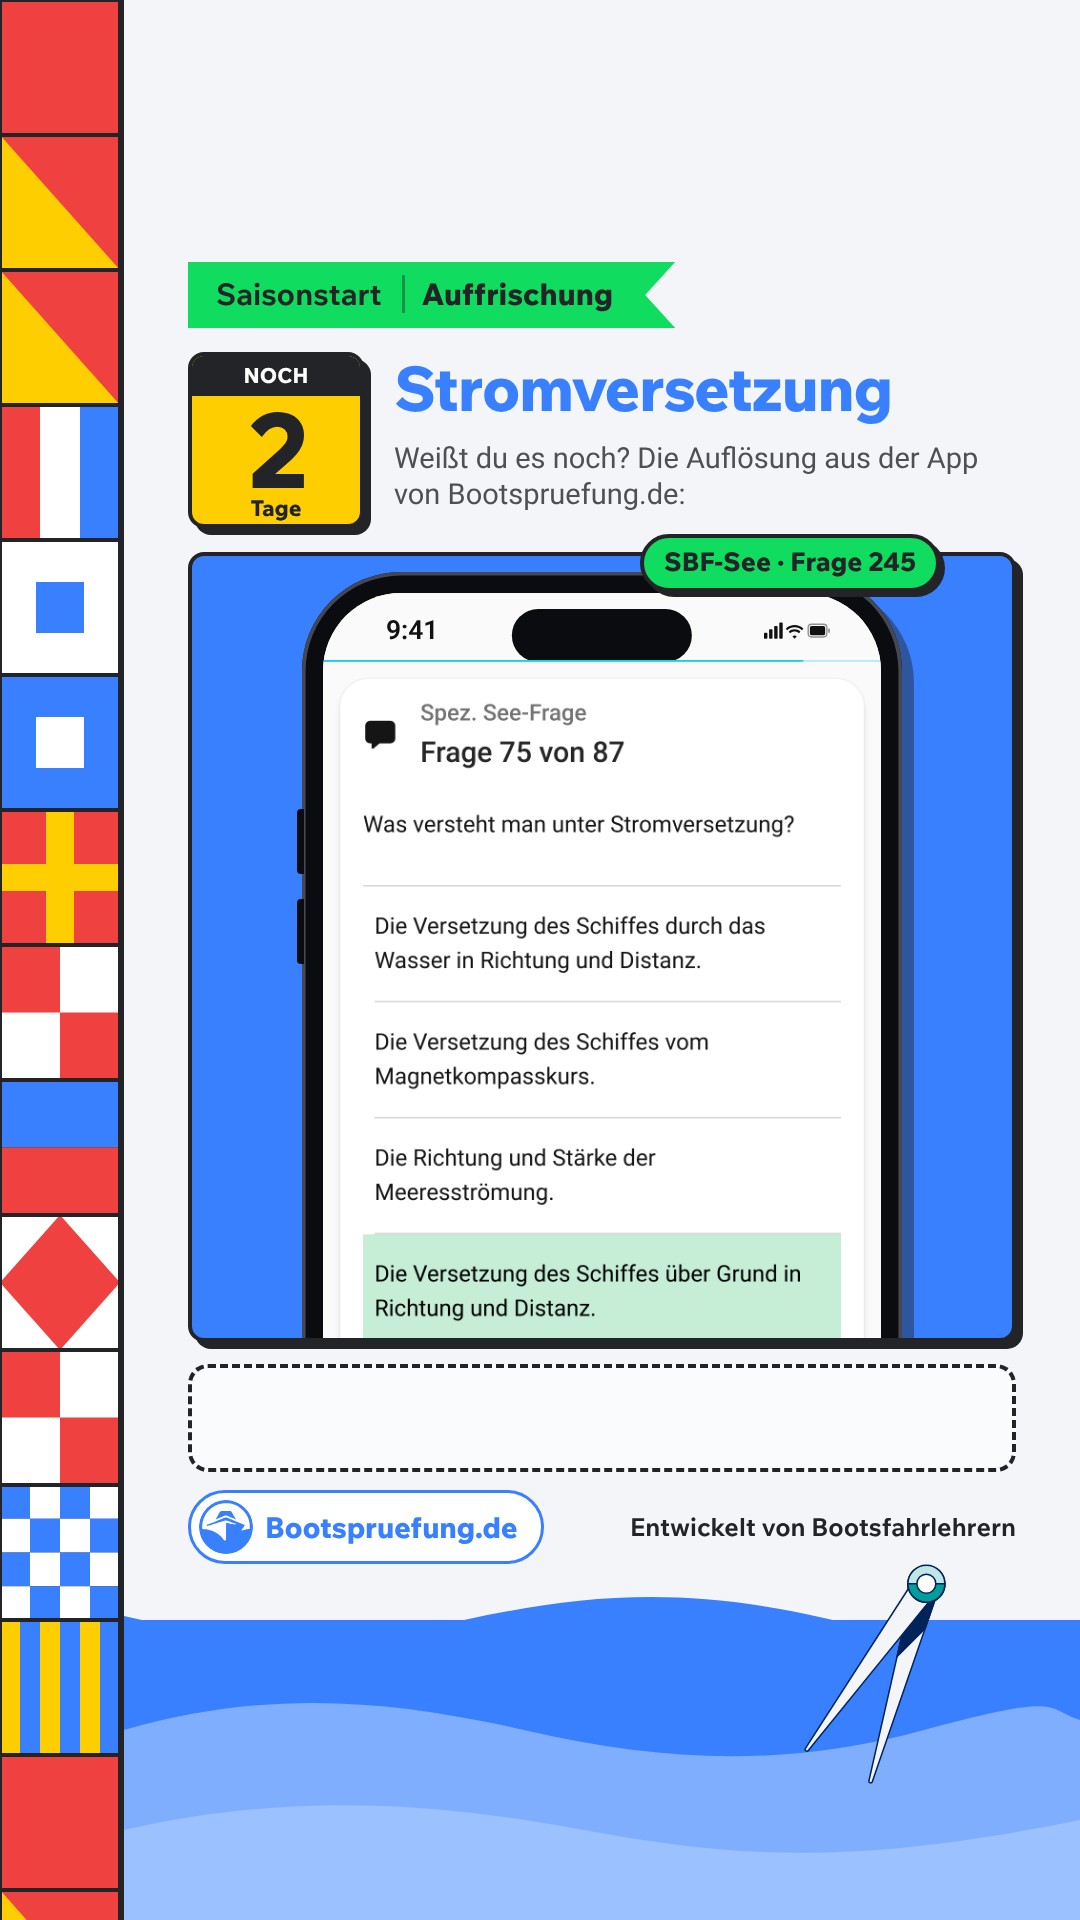 Saisonstart | Auffrischung
NOCH
2
Tage
Stromversetzung
Weißt du es noch? Die Auflösung aus der App
von Bootspruefung.de:
SBF-See · Frage 245
9:41
Spez. See-Frage
Frage 75 von 87
Was versteht man unter Stromversetzung?
Die Versetzung des Schiffes durch das
Wasser in Richtung und Distanz.
Die Versetzung des Schiffes vom
Magnetkompasskurs.
Die Richtung und Stärke der
Meeresströmung.
Die Versetzung des Schiffes über Grund in
Richtung und Distanz.
Bootspruefung.de
Entwickelt von Bootsfahrlehrern